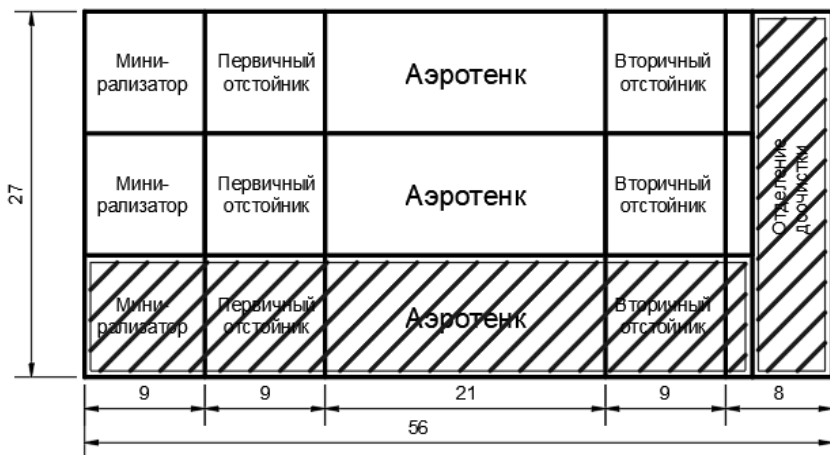 Мини-
рализатор
Первичный
отстойник
Аэротенк
Вторичный
отстойник
Мини-
рализатор
Первичный
отстойник
Аэротенк
Вторичный
отстойник
Мини-
рализатор
Первичный
отстойник
Аэротенк
Вторичный
отстойник
Отделение
доочистки
27
9
9
21
9
8
56